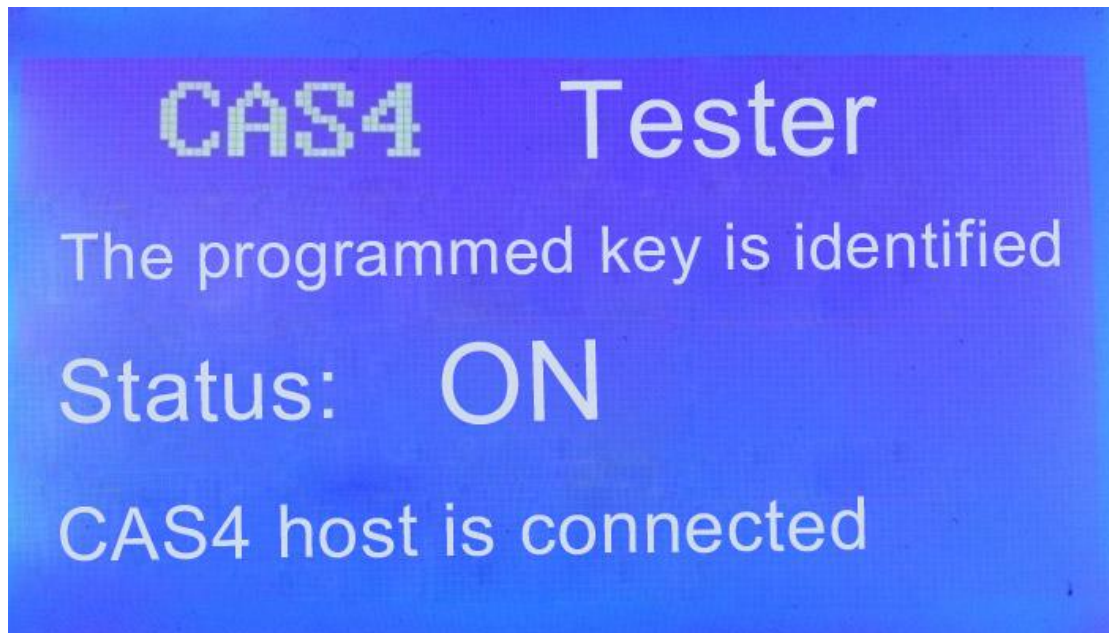 CAS4 Tester
The programmed key is identified
Status: ON
CAS4 host is connected